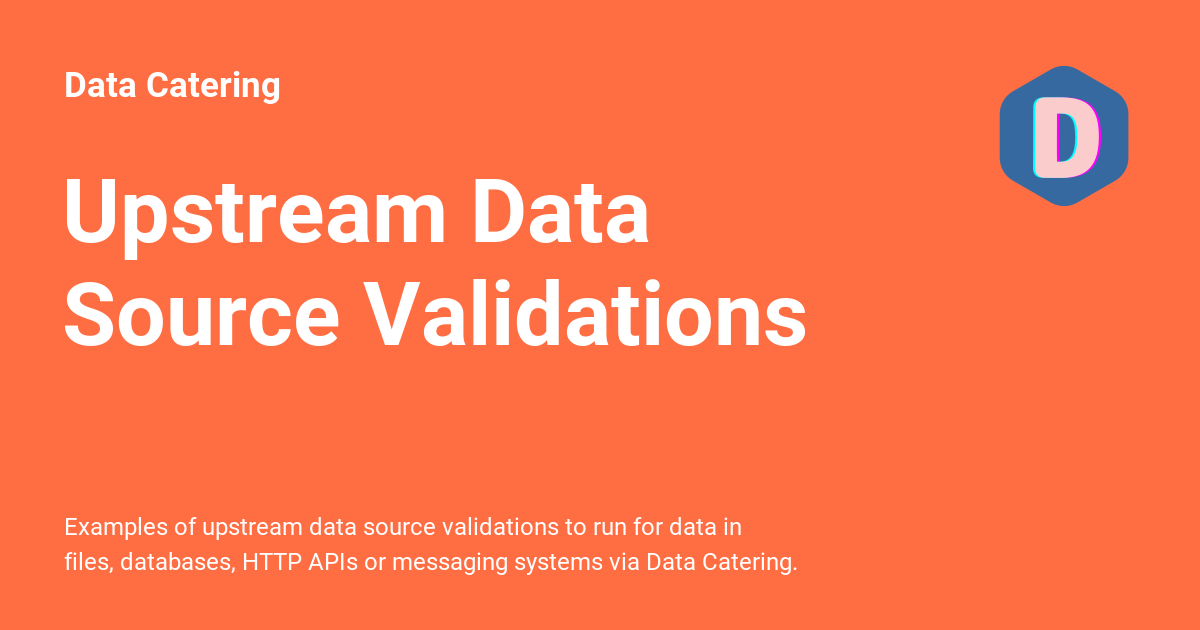 Data Catering
D
Upstream Data
Source Validations
Examples of upstream data source validations to run for data in
files, databases, HTTP APIs or messaging systems via Data Catering.